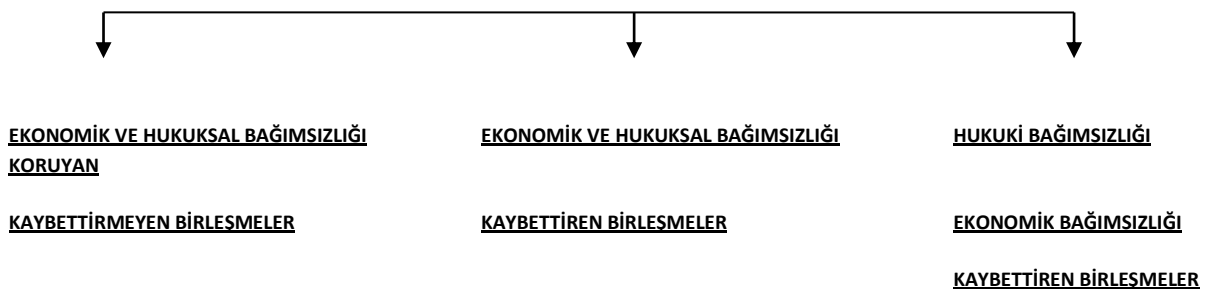 EKONOMİK VE HUKUKSAL BAĞIMSIZLIĞI
KORUYAN
KAYBETTİRMEYEN BİRLEŞMELER
EKONOMİK VE HUKUKSAL BAĞIMSIZLIĞI
KAYBETTİREN BİRLEŞMELER
HUKUKİ BAĞIMSIZLIĞI
EKONOMİK BAĞIMSIZLIĞI
KAYBETTİREN BİRLEŞMELER